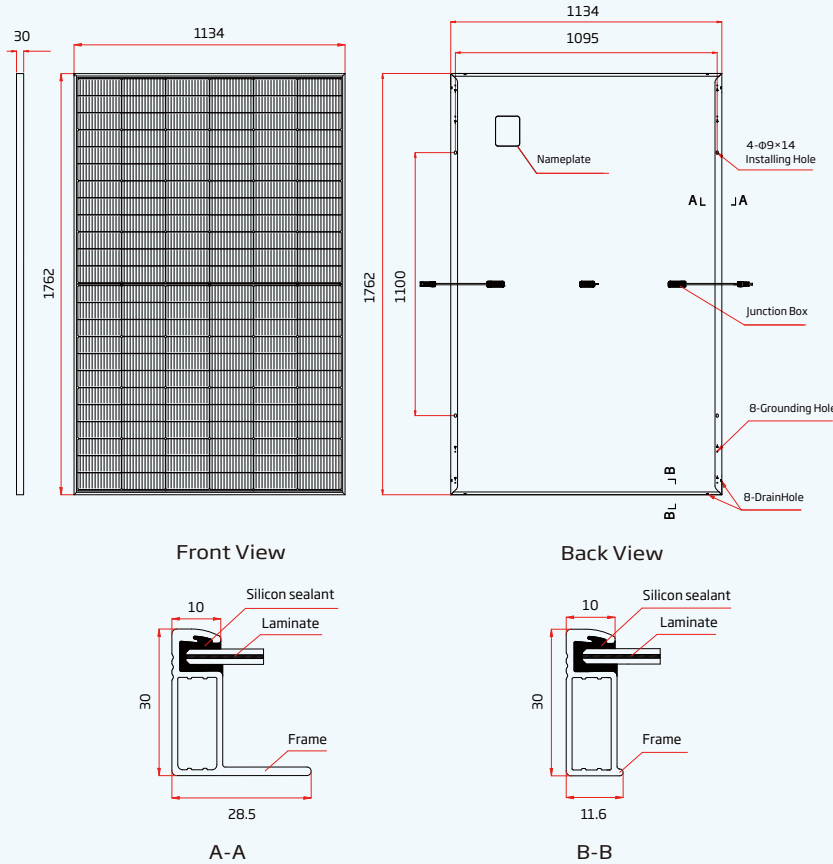 30
1134
1762
Front View
1134
1095
1762
1100
Nameplate
4-Φ9×14
Installing Hole
A
A
Junction Box
8-Grounding Hole
B
B
8-DrainHole
Back View
10
Silicon sealant
Laminate
30
Frame
28.5
A-A
10
Silicon sealant
Laminate
30
Frame
11.6
B-B